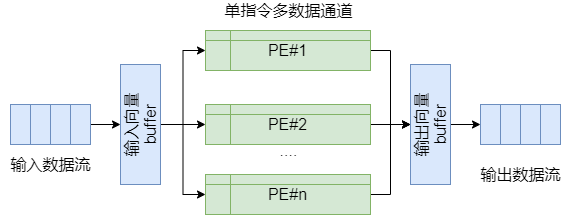 单指令多数据通道
PE#1
输入向量
buffer
PE#2
输出向量
buffer
....
输入数据流
输出数据流
PE#n